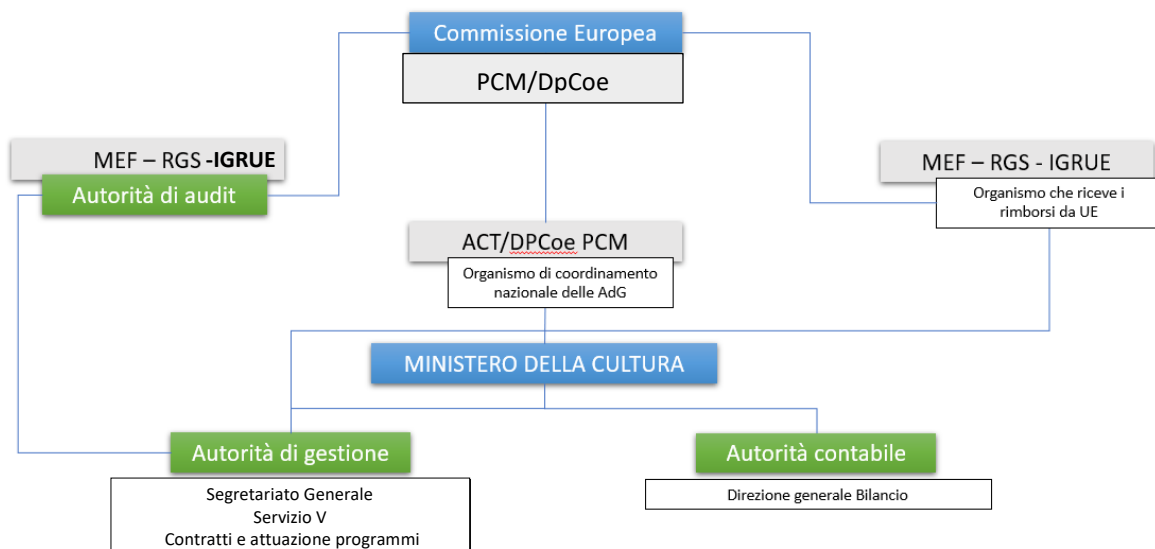 Commissione Europea
PCM/DpCoe
MEF – RGS -IGRUE
Autorità di audit
MEF – RGS - IGRUE
Organismo che riceve i
rimborsi da UE
ACT/DPCoe PCM
Organismo di coordinamento
nazionale delle AdG
MINISTERO DELLA CULTURA
Autorità di gestione
Segretariato Generale
Servizio V
Contratti e attuazione programmi
Autorità contabile
Direzione generale Bilancio